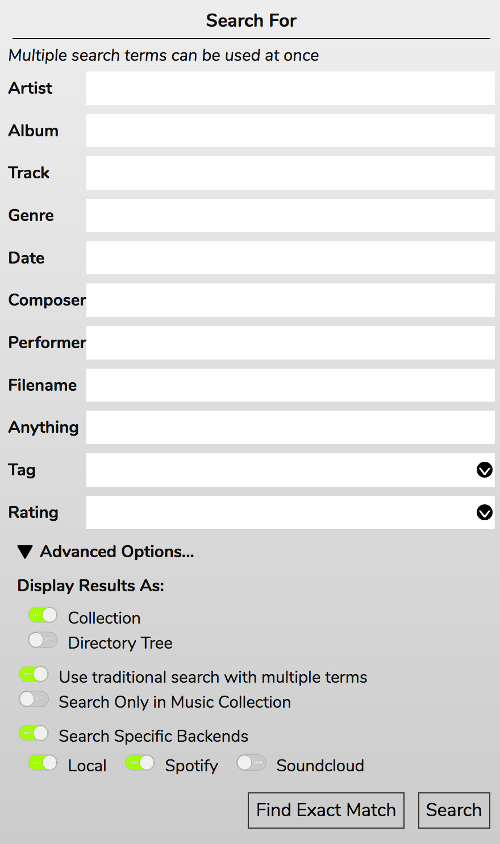 Search For
Multiple search terms can be used at once
Artist
Album
Track
Genre
Date
Composer
Performer
Filename
Anything
Tag
Rating
Advanced Options...
Display Results As:
Collection
Directory Tree
Use traditional search with multiple terms
Search Only in Music Collection
Search Specific Backends
Local Spotify Soundcloud
Find Exact Match Search